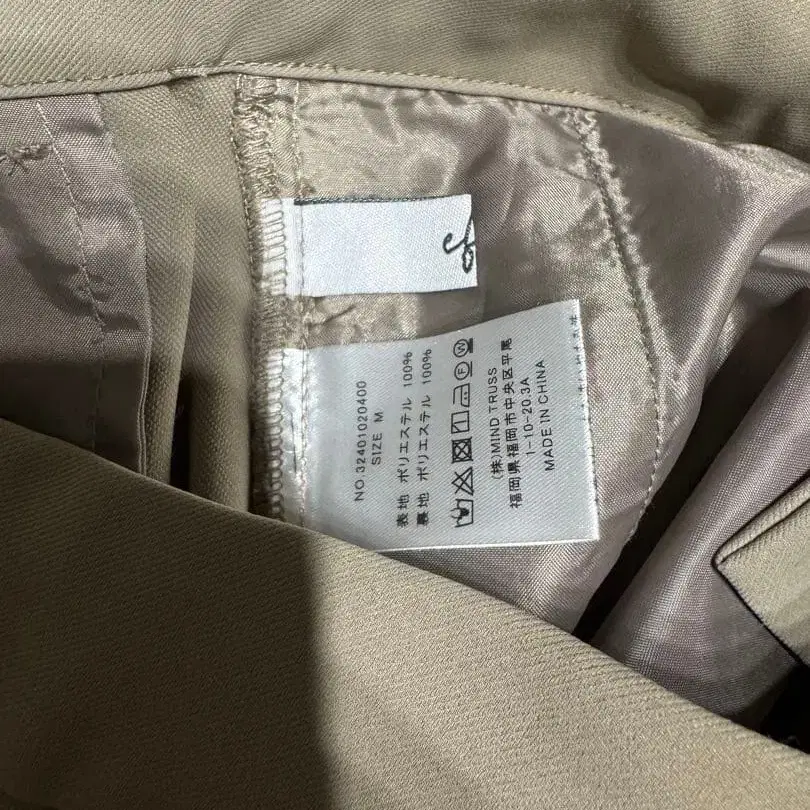 NO.32401020400
SIZE M
表地 ポリエステル 100%
裏地 ポリエステル 100%
(株)MIND TRUSS
福岡県福岡市中央区平尾
1-10-20.3A
MADE IN CHINA